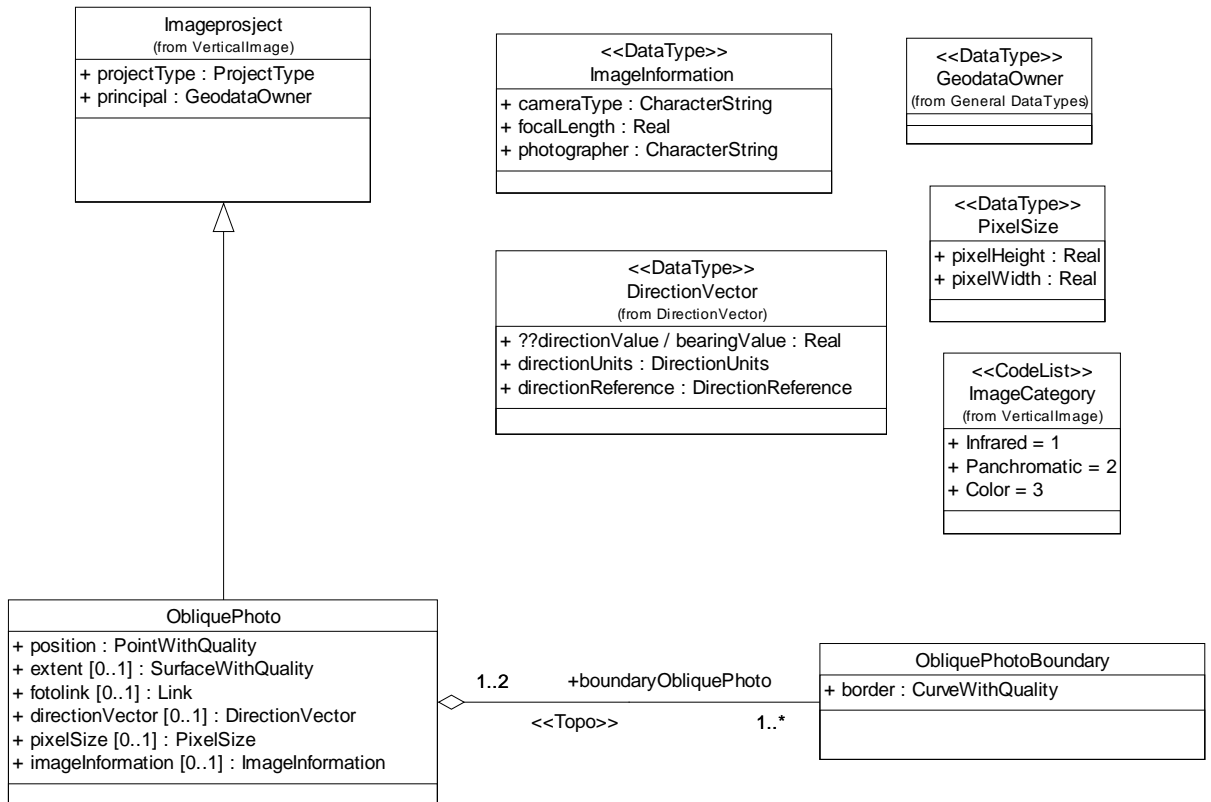 Imageprosject
(from VerticalImage)
+ projectType : ProjectType
+ principal : GeodataOwner
<<DataType>>
ImageInformation
+ cameraType : CharacterString
+ focalLength : Real
+ photographer : CharacterString
<<DataType>>
GeodataOwner
(from General DataTypes)
<<DataType>>
PixelSize
+ pixelHeight : Real
+ pixelWidth : Real
<<DataType>>
DirectionVector
(from DirectionVector)
+ ??directionValue / bearingValue : Real
+ directionUnits : DirectionUnits
+ directionReference : DirectionReference
<<CodeList>>
ImageCategory
(from VerticalImage)
+ Infrared = 1
+ Panchromatic = 2
+ Color = 3
ObliquePhoto
+ position : PointWithQuality
+ extent [0..1] : SurfaceWithQuality
+ fotolink [0..1] : Link
+ directionVector [0..1] : DirectionVector
+ pixelSize [0..1] : PixelSize
+ imageInformation [0..1] : ImageInformation
1..2
+boundaryObliquePhoto
<<Topo>>
1..*
ObliquePhotoBoundary
+ border : CurveWithQuality